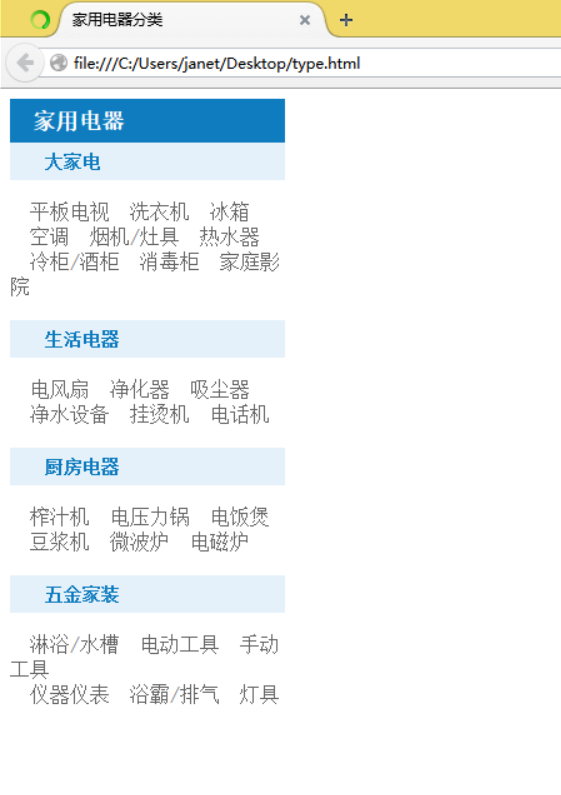 家用电器分类
file:///C:/Users/janet/Desktop/type.html
家用电器
大家电
平板电视 洗衣机 冰箱
空调 烟机/灶具 热水器
冷柜/酒柜 消毒柜 家庭影
院
生活电器
电风扇 净化器 吸尘器
净水设备 挂烫机 电话机
厨房电器
榨汁机 电压力锅 电饭煲
豆浆机 微波炉 电磁炉
五金家装
淋浴/水槽 电动工具 手动
工具
仪器仪表 浴霸/排气 灯具